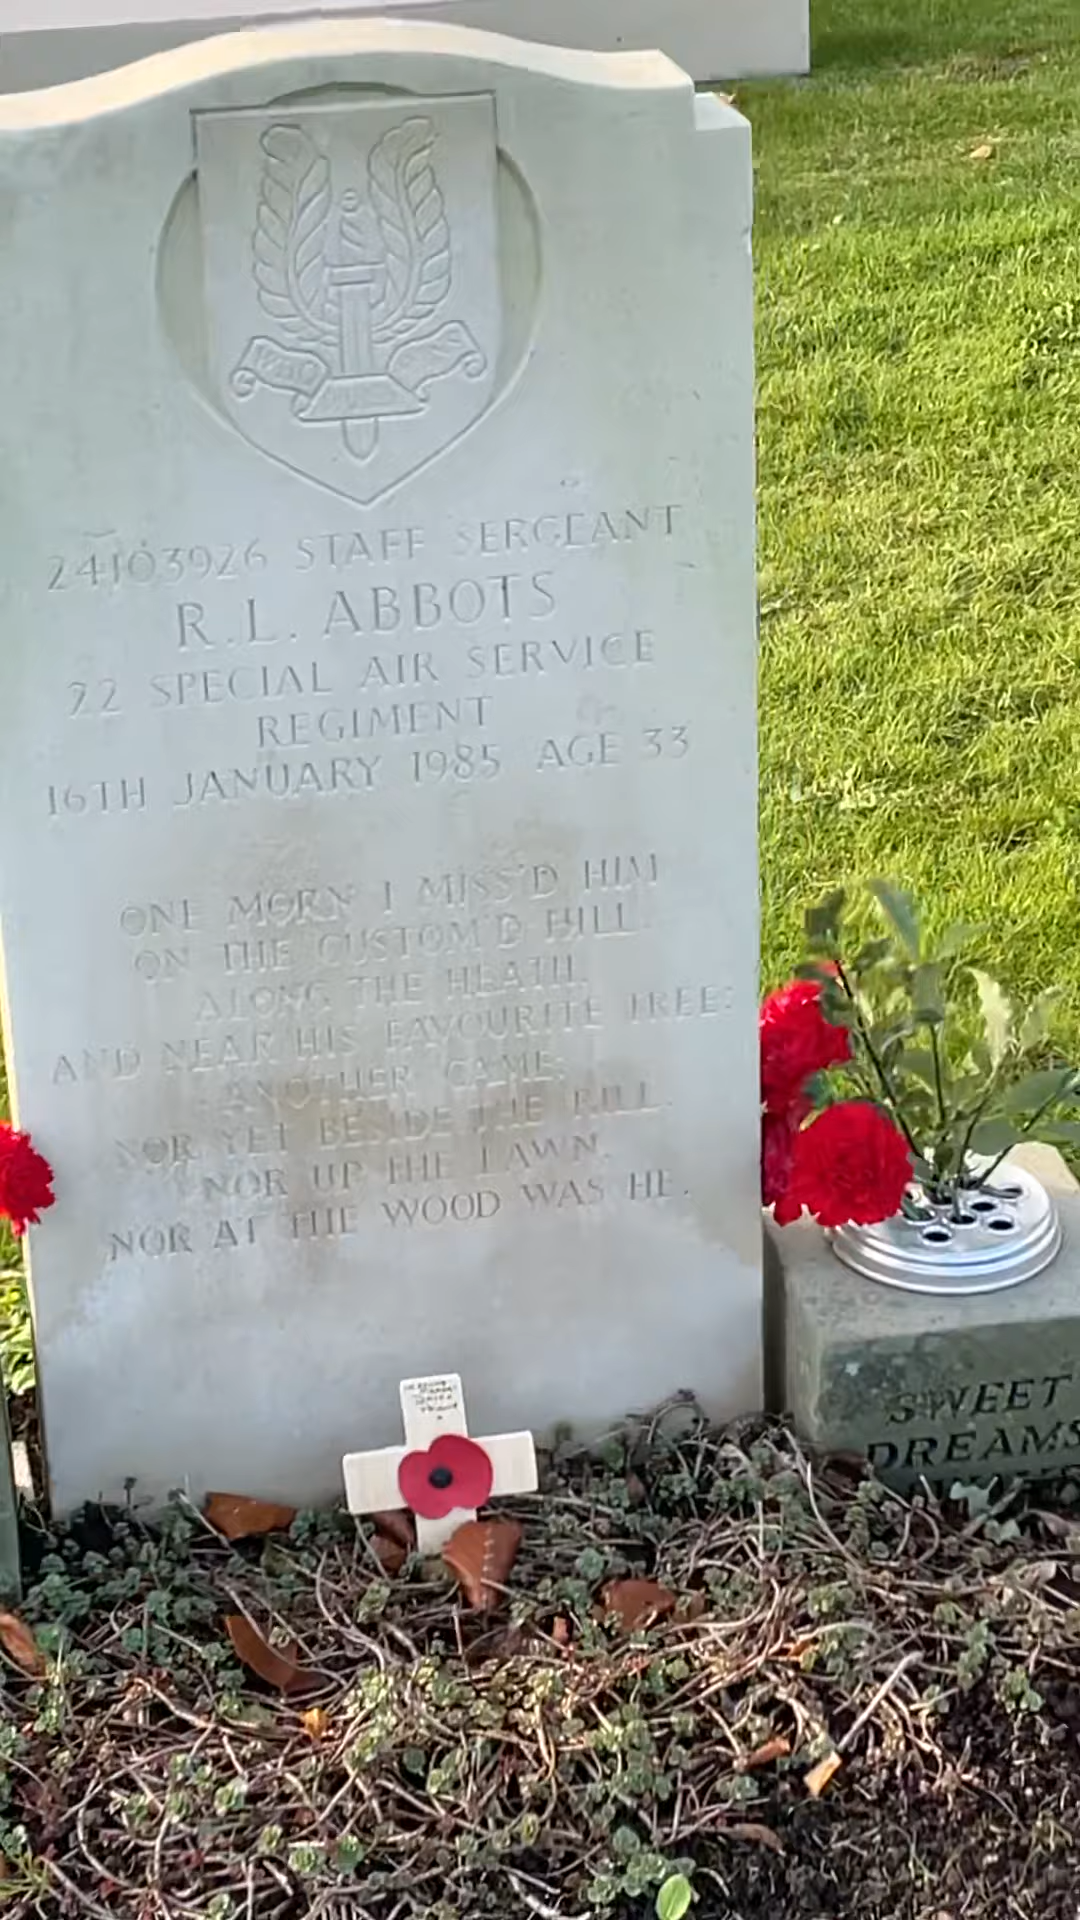 WHO
24103926 STAFF SERGEANT
R.L. ABBOTS
22 SPECIAL AIR SERVICE
REGIMENT
16TH JANUARY 1985 AGE 33
ONE MORN I MISS'D HIM
ON THE CUSTOM'D HILL,
ALONG THE HEATH,
AND NEAR HIS FAVOURITE TREE:
ANOTHER CAME:
NOR YET BESIDE THE RILL,
NOR UP THE LAWN,
NOR AT THE WOOD WAS HE.
SWEET
DREAMS